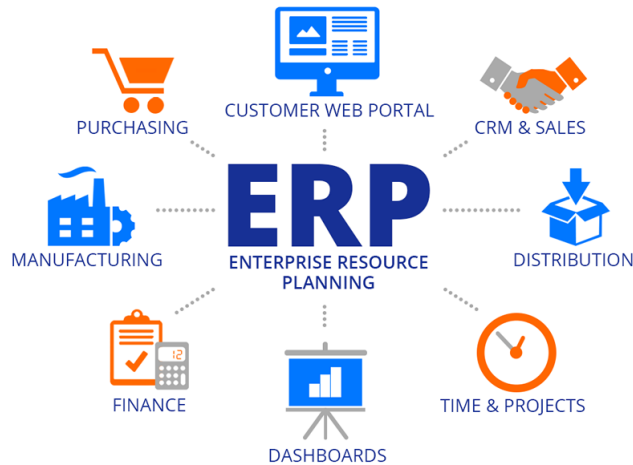 CUSTOMER WEB PORTAL
PURCHASING
CRM & SALES
ERP
ENTERPRISE RESOURCE
PLANNING
MANUFACTURING
DISTRIBUTION
12
FINANCE
TIME & PROJECTS
DASHBOARDS